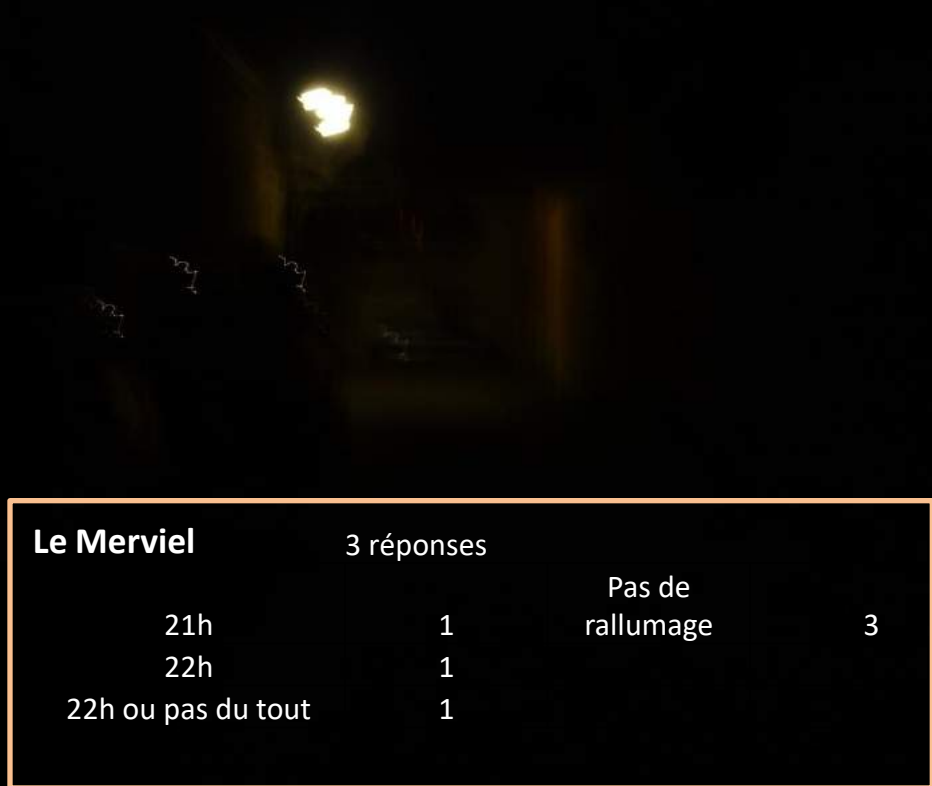 Le Merviel 3 réponses
21h 1 Pas de
rallumage 3
22h 1
22h ou pas du tout 1